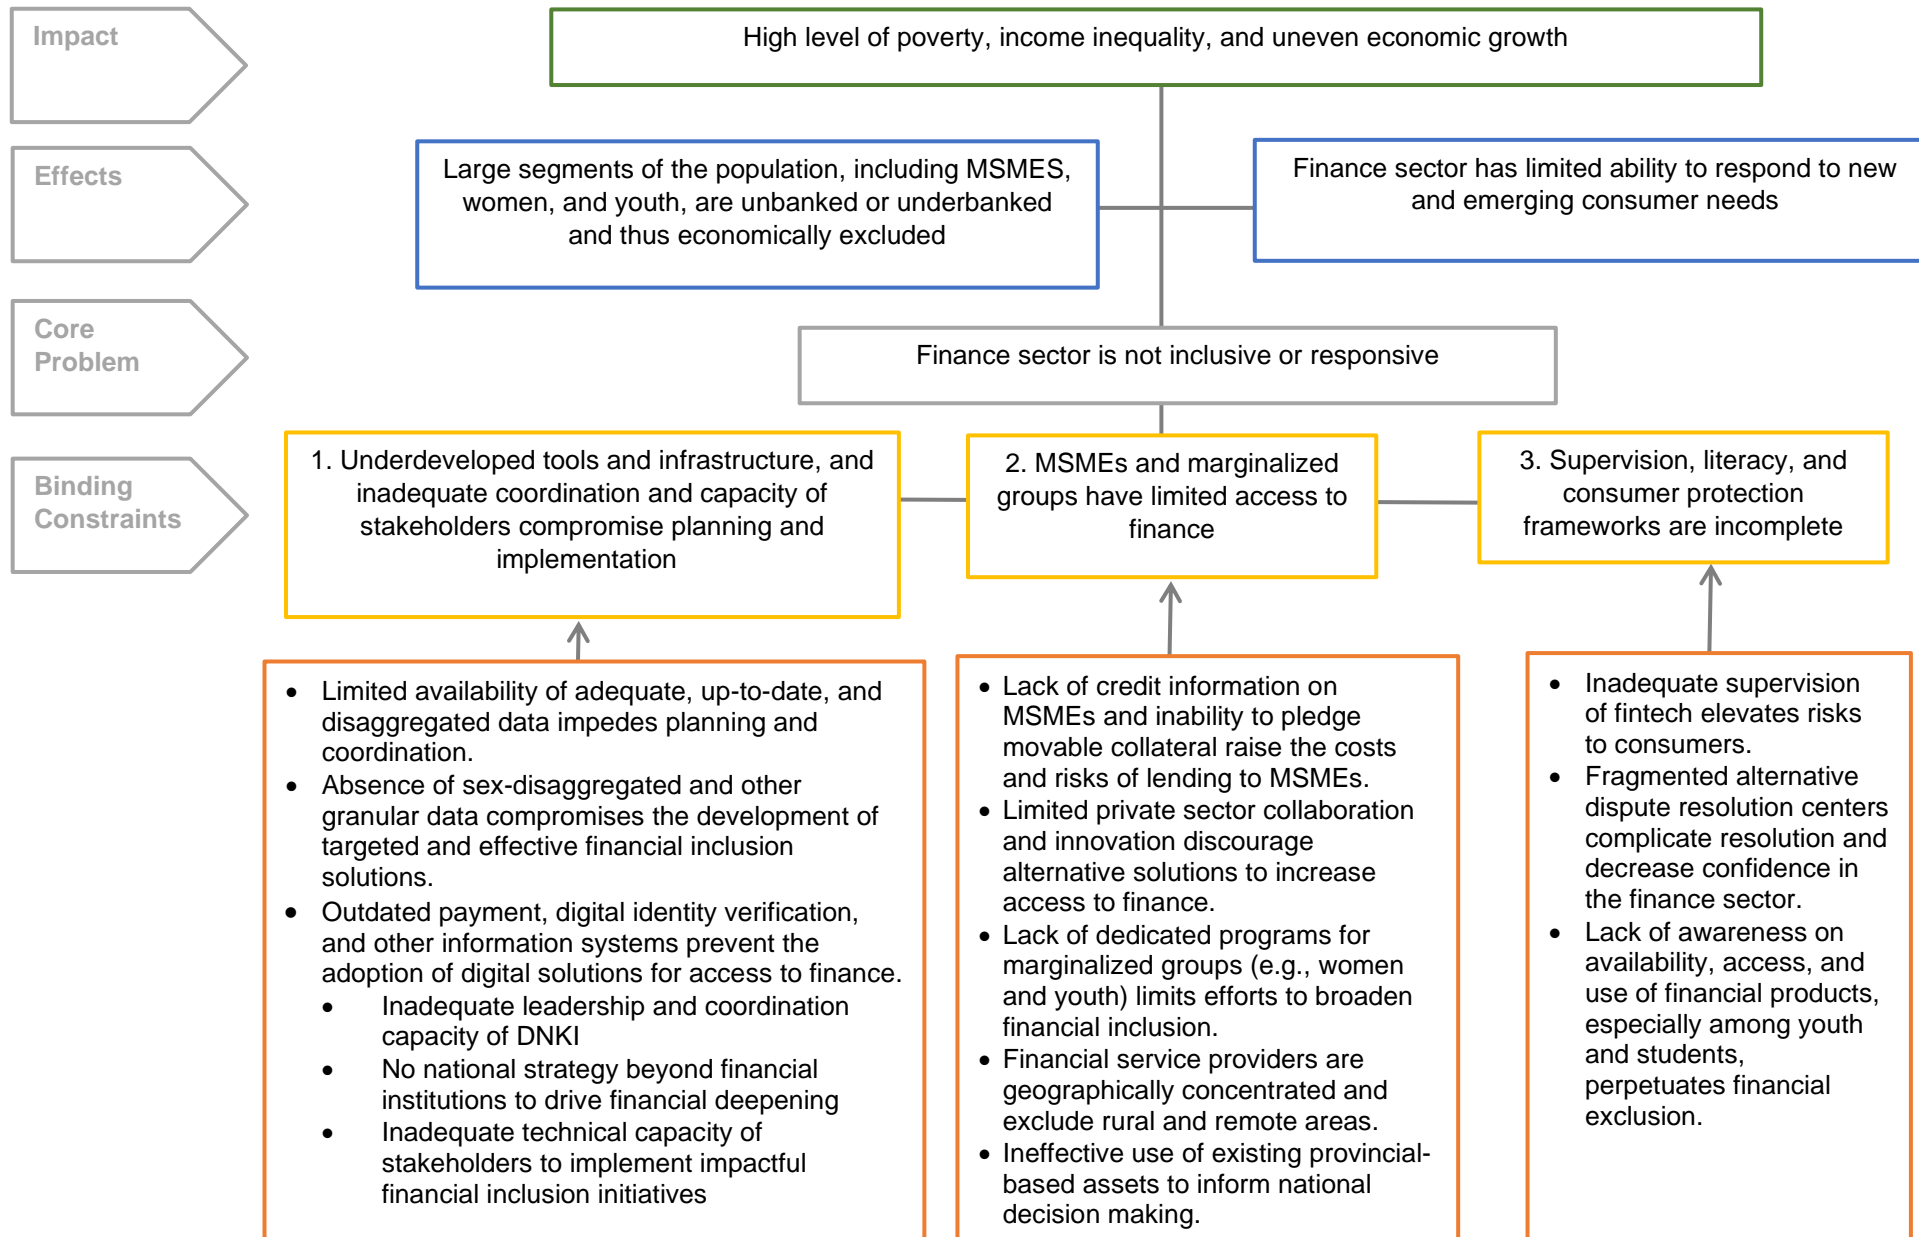 Impact
High level of poverty, income inequality, and uneven economic growth
Effects
Large segments of the population, including MSMES,
women, and youth, are unbanked or underbanked
and thus economically excluded
Finance sector has limited ability to respond to new
and emerging consumer needs
Core
Problem
Finance sector is not inclusive or responsive
Binding
Constraints
1. Underdeveloped tools and infrastructure, and
inadequate coordination and capacity of
stakeholders compromise planning and
implementation
2. MSMEs and marginalized
groups have limited access to
finance
3. Supervision, literacy, and
consumer protection
frameworks are incomplete
• Limited availability of adequate, up-to-date, and
disaggregated data impedes planning and
coordination.
• Absence of sex-disaggregated and other
granular data compromises the development of
targeted and effective financial inclusion
solutions.
• Outdated payment, digital identity verification,
and other information systems prevent the
adoption of digital solutions for access to finance.
• Inadequate leadership and coordination
capacity of DNKI
• No national strategy beyond financial
institutions to drive financial deepening
• Inadequate technical capacity of
stakeholders to implement impactful
financial inclusion initiatives
• Lack of credit information on
MSMEs and inability to pledge
movable collateral raise the costs
and risks of lending to MSMEs.
• Limited private sector collaboration
and innovation discourage
alternative solutions to increase
access to finance.
• Lack of dedicated programs for
marginalized groups (e.g., women
and youth) limits efforts to broaden
financial inclusion.
• Financial service providers are
geographically concentrated and
exclude rural and remote areas.
• Ineffective use of existing provincial-
based assets to inform national
decision making.
• Inadequate supervision
of fintech elevates risks
to consumers.
• Fragmented alternative
dispute resolution centers
complicate resolution and
decrease confidence in
the finance sector.
• Lack of awareness on
availability, access, and
use of financial products,
especially among youth
and students,
perpetuates financial
exclusion.